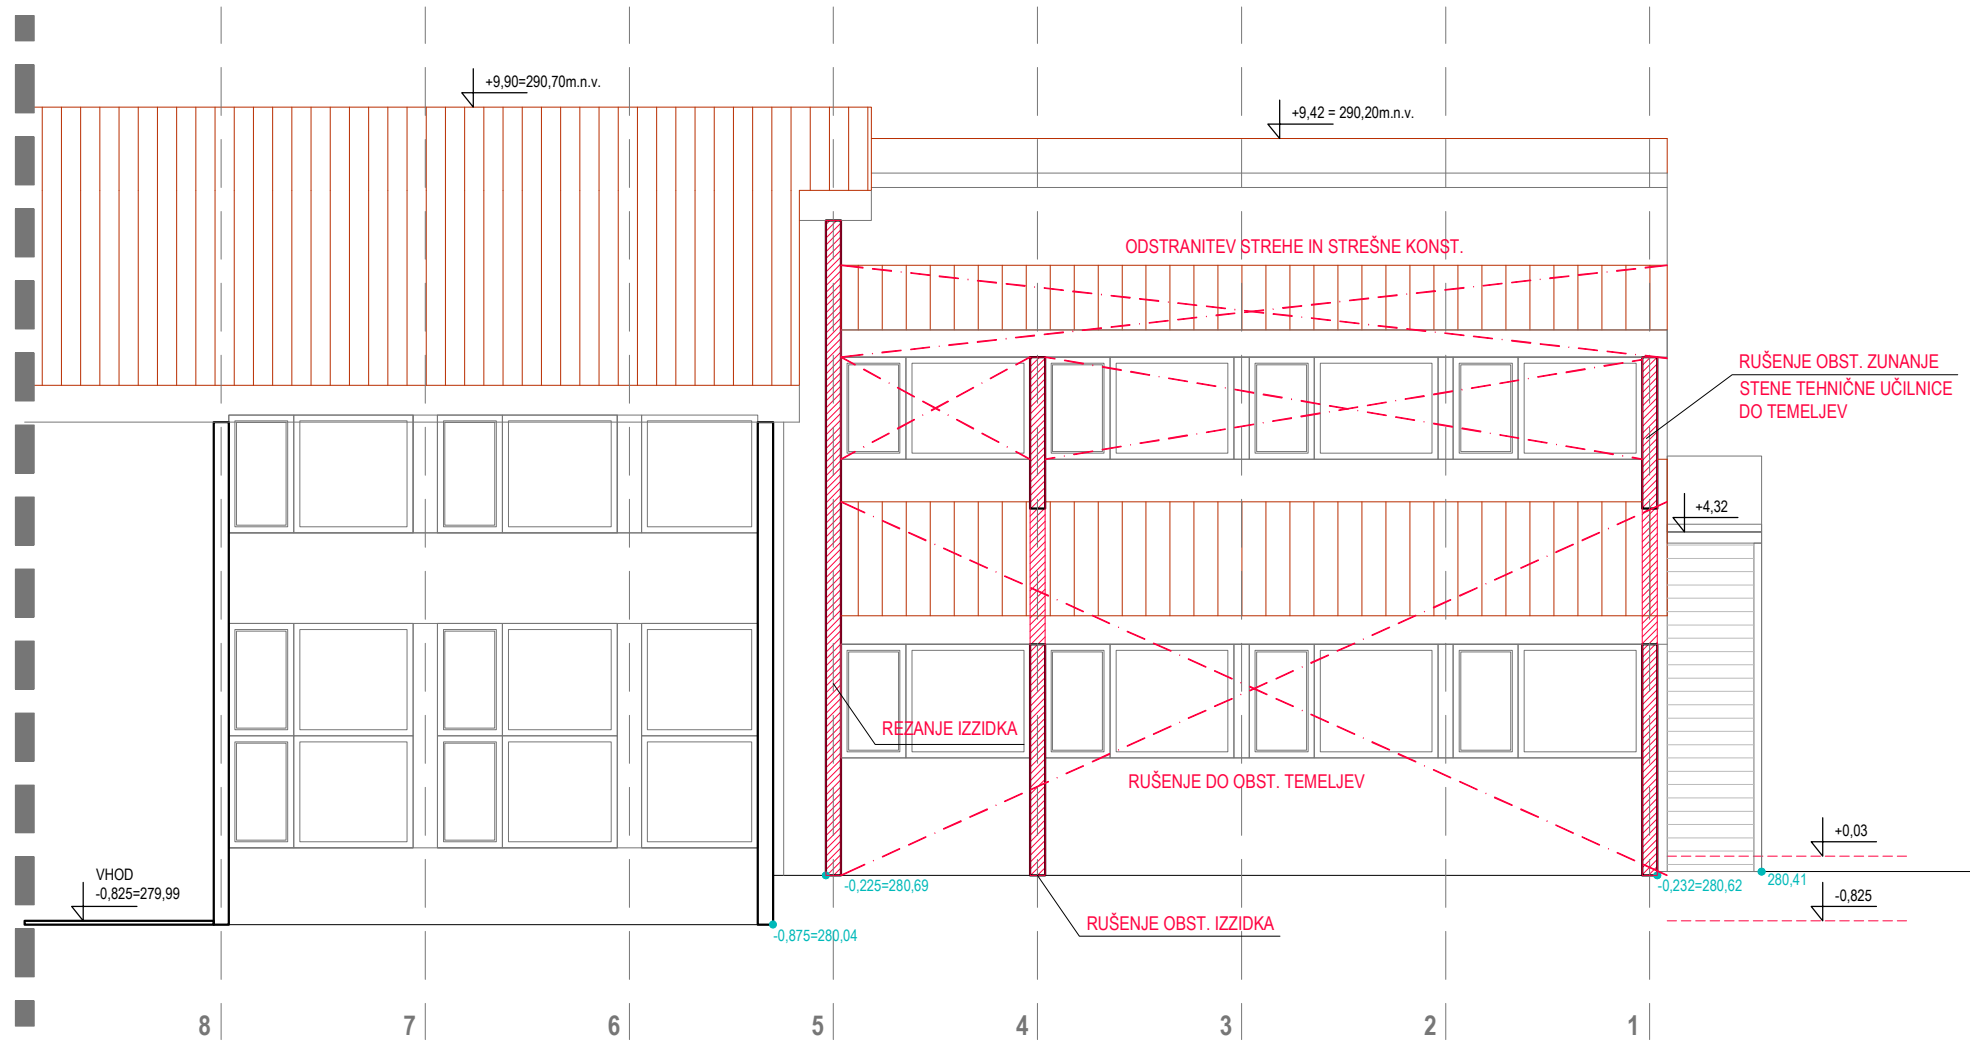 +9,90=290,70m.n.v.
+9,42 = 290,20m.n.v.
ODSTRANITEV STREHE IN STREŠNE KONST.
RUŠENJE OBST. ZUNANJE
STENE TEHNIČNE UČILNICE
DO TEMELJEV
+4,32
REZANJE IZZIDKA
RUŠENJE DO OBST. TEMELJEV
+0,03
VHOD
-0,825=279,99
-0,225=280,69
-0,232=280,62
280,41
-0,825
RUŠENJE OBST. IZZIDKA
-0,875=280,04
8 7 6 5 4 3 2 1